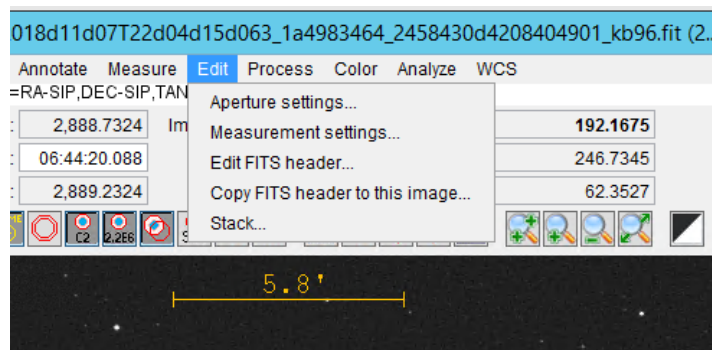 018d11d07T22d04d15d063_1a4983464_2458430d4208404901_kb96.fit (2..
Annotate Measure Edit Process Color Analyze WCS
=RA-SIP,DEC-SIP,TAN
Aperture settings...
Measurement settings...
Edit FITS header...
Copy FITS header to this image...
Stack...
: 2,888.7324 Im 192.1675
: 06:44:20.088 246.7345
: 2,889.2324 62.3527
C2 2.2E6
5.8'